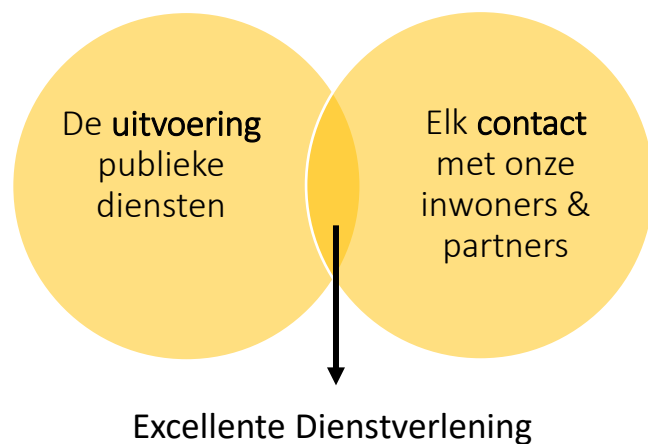 De uitvoering
publieke
diensten
Elk contact
met onze
inwoners &
partners
Excellente Dienstverlening